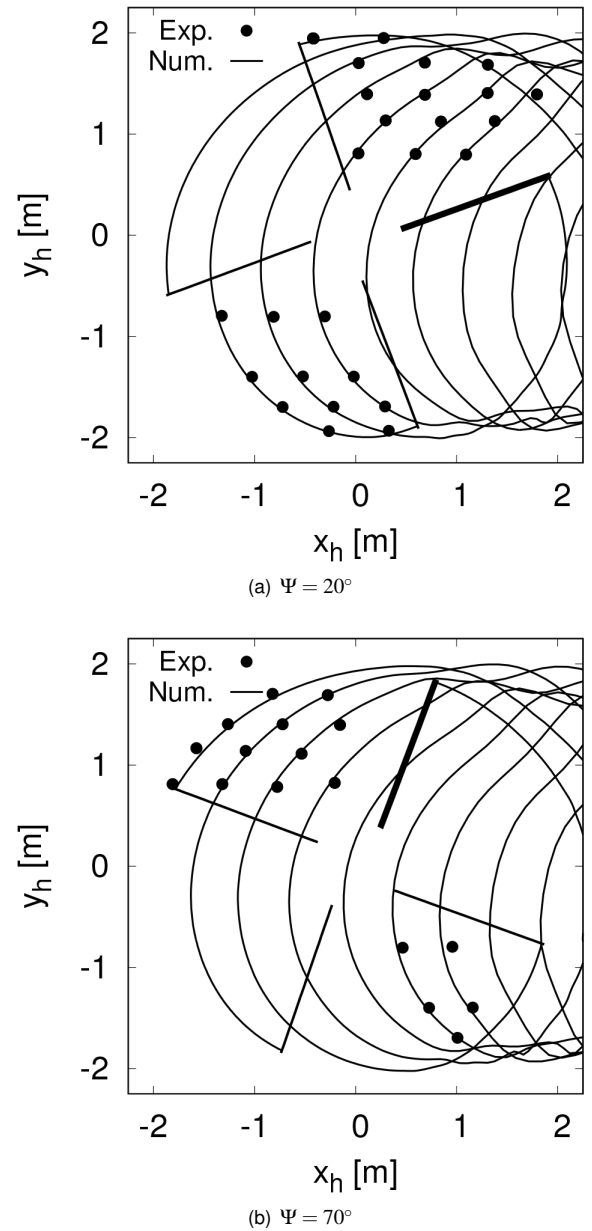 2
Exp.
Num.
1
y_h [m]
0
-1
-2
-2 -1 0 1 2
x_h [m]
(a) Ψ = 20°
2
Exp.
Num.
1
y_h [m]
0
-1
-2
-2 -1 0 1 2
x_h [m]
(b) Ψ = 70°